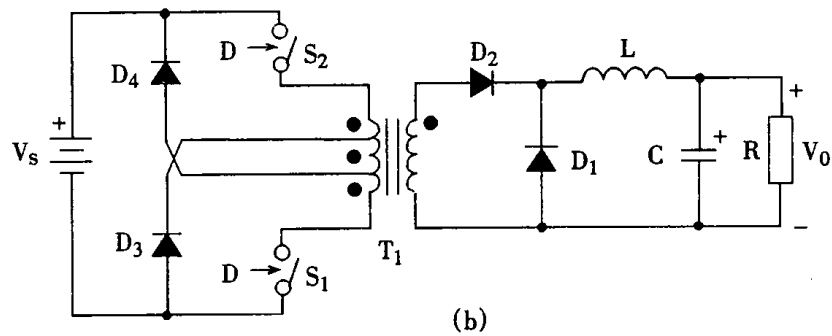 D → S₂
D₄
D₂
L
+
+
+
Vₛ
D₁
C
+
R
V₀
D₃
T₁
−
D → S₁
(b)